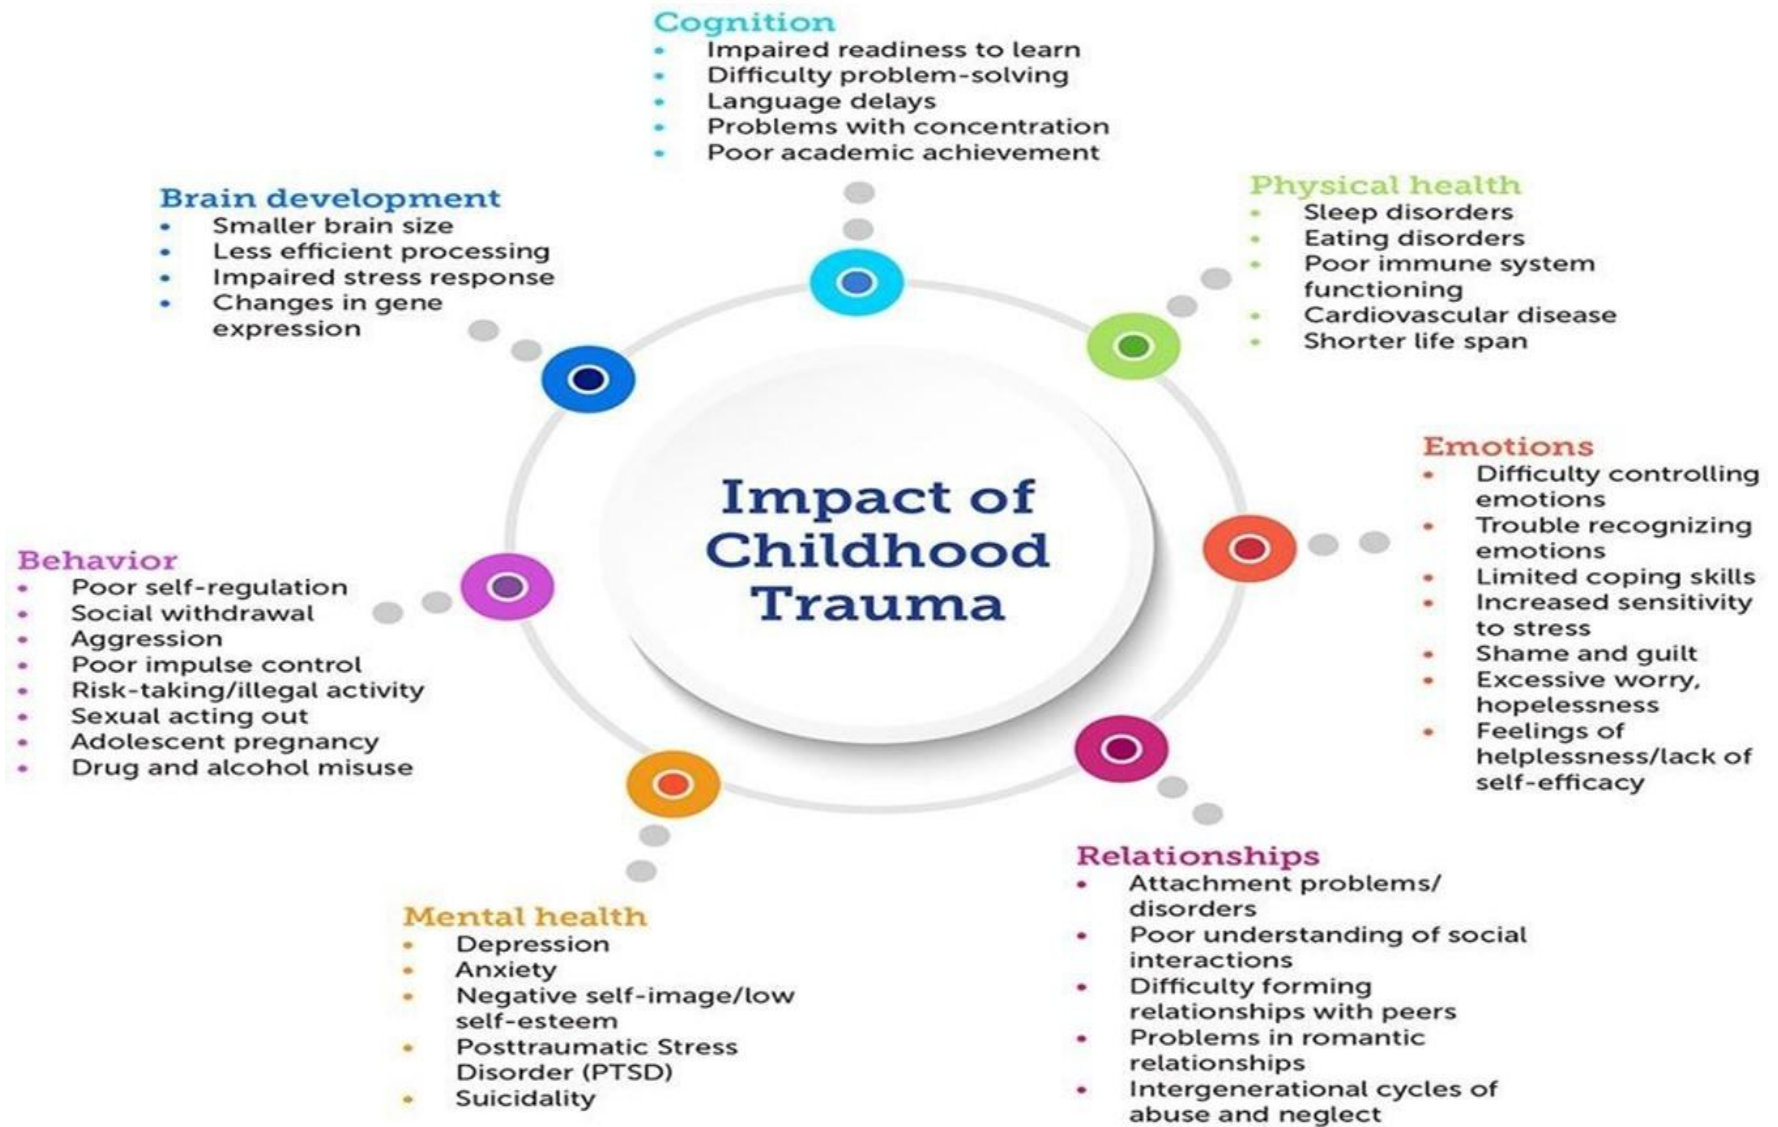 Cognition
• Impaired readiness to learn
• Difficulty problem-solving
• Language delays
• Problems with concentration
• Poor academic achievement
Physical health
• Sleep disorders
• Eating disorders
• Poor immune system
functioning
• Cardiovascular disease
• Shorter life span
Emotions
• Difficulty controlling
emotions
• Trouble recognizing
emotions
• Limited coping skills
• Increased sensitivity
to stress
• Shame and guilt
• Excessive worry,
hopelessness
• Feelings of
helplessness/lack of
self-efficacy
Relationships
• Attachment problems/
disorders
• Poor understanding of social
interactions
• Difficulty forming
relationships with peers
• Problems in romantic
relationships
• Intergenerational cycles of
abuse and neglect
Mental health
• Depression
• Anxiety
• Negative self-image/low
self-esteem
• Posttraumatic Stress
Disorder (PTSD)
• Suicidality
Behavior
• Poor self-regulation
• Social withdrawal
• Aggression
• Poor impulse control
• Risk-taking/illegal activity
• Sexual acting out
• Adolescent pregnancy
• Drug and alcohol misuse
Brain development
• Smaller brain size
• Less efficient processing
• Impaired stress response
• Changes in gene
expression
Impact of
Childhood
Trauma